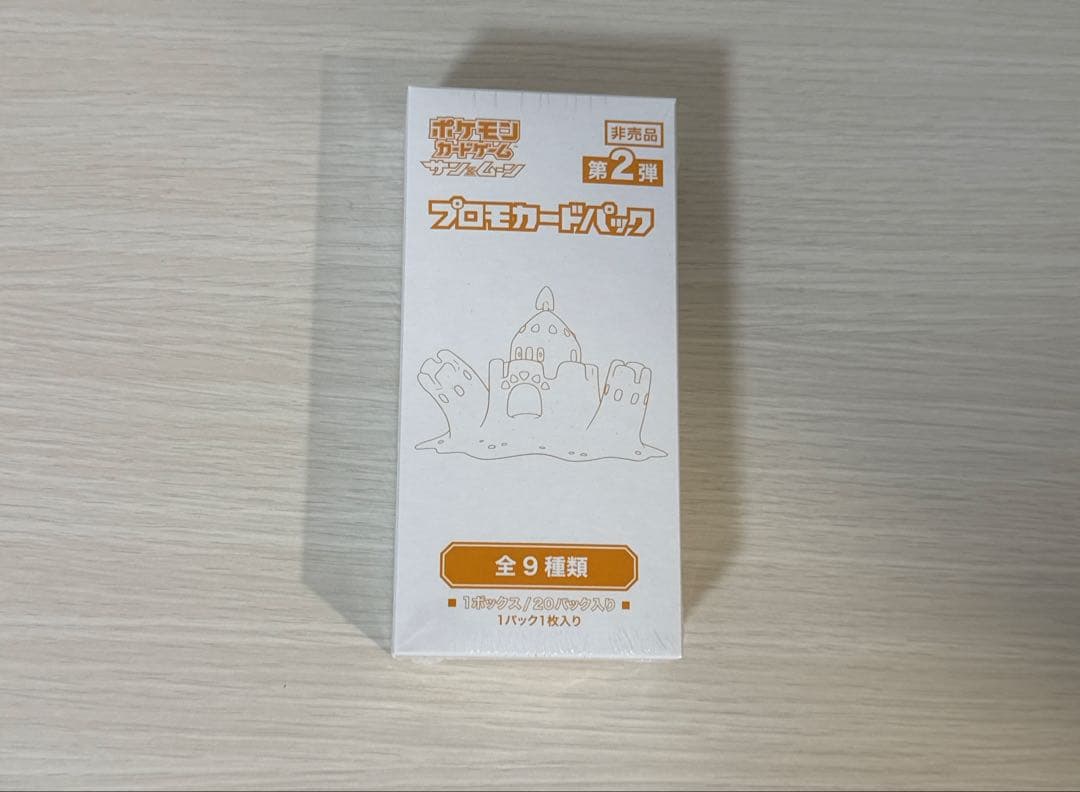 ポケモン
カードゲーム
サン&ムーン
非売品
第2弾
プロモカードパック
全9種類
■ 1ボックス/20パック入り ■
1パック1枚入り